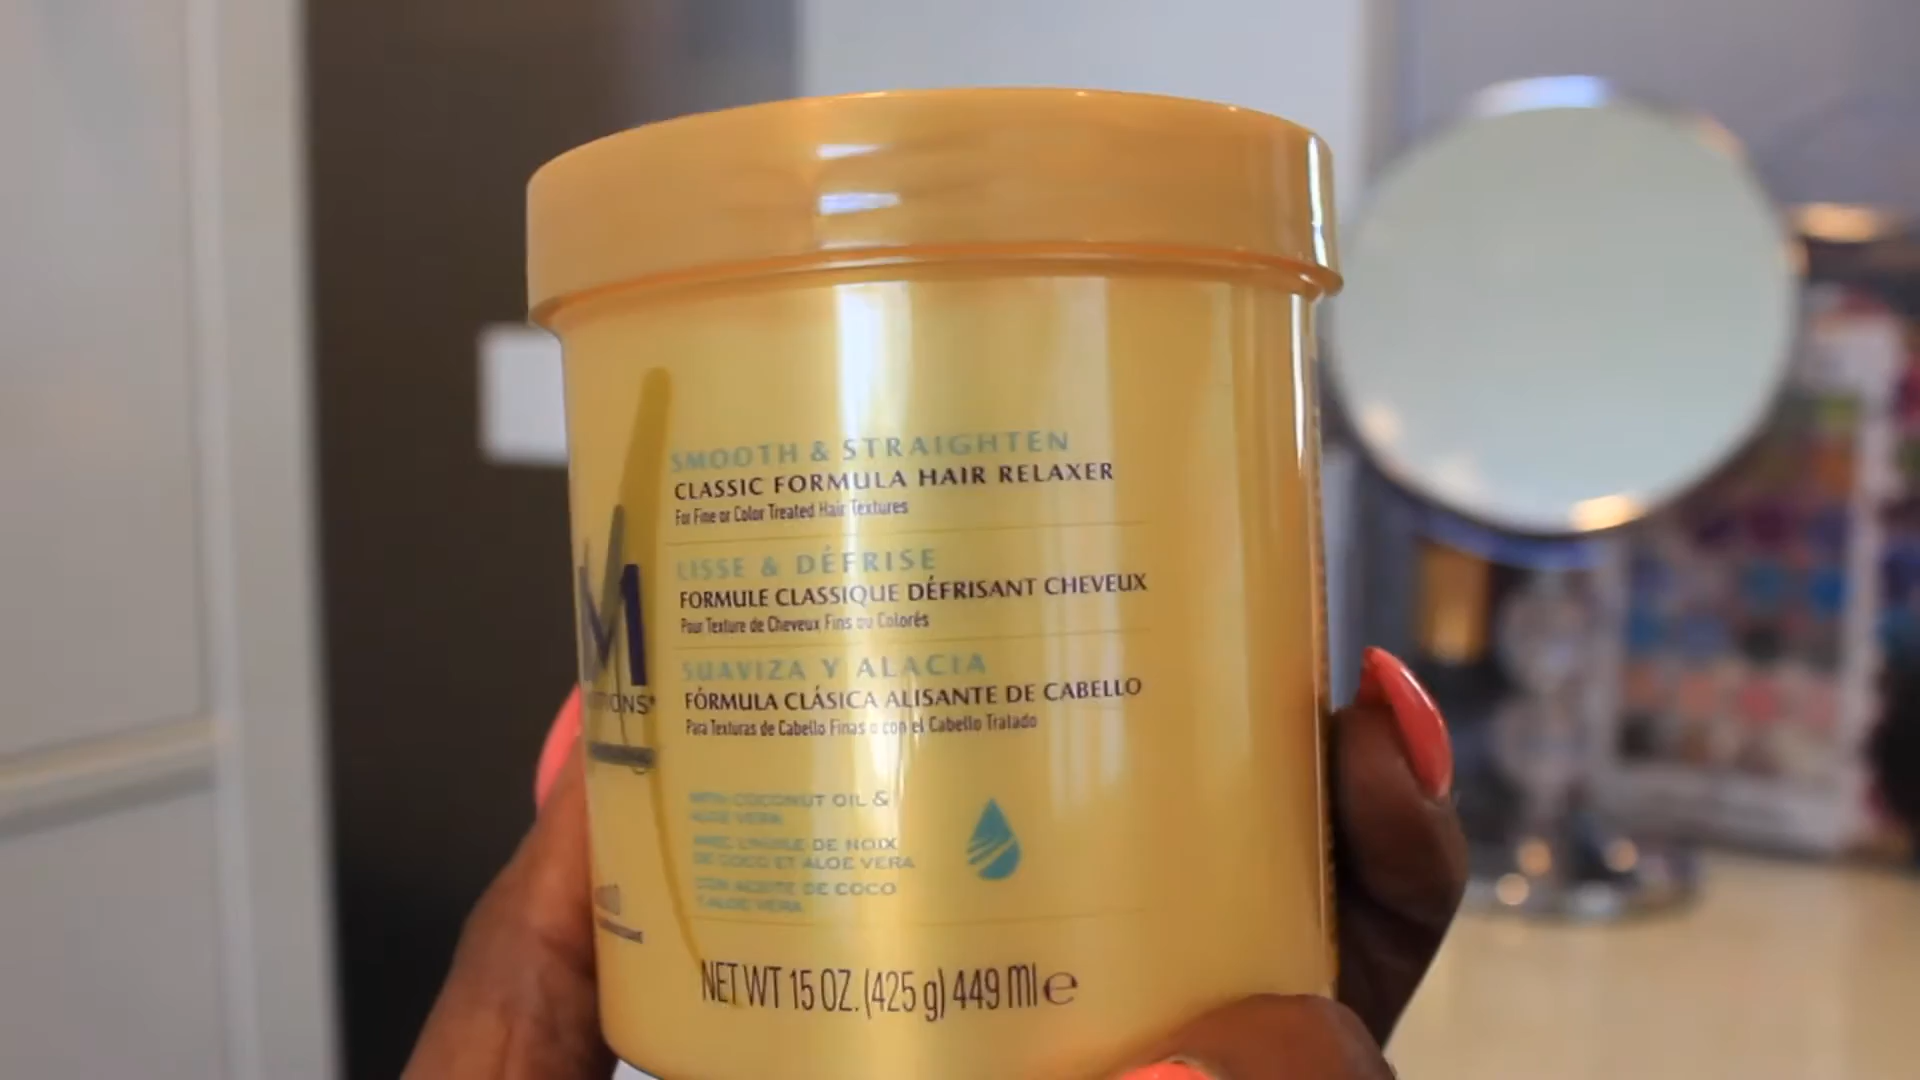 SMOOTH & STRAIGHTEN
CLASSIC FORMULA HAIR RELAXER
For Fine or Color Treated Hair Textures
LISSE & DÉFRISE
FORMULE CLASSIQUE DÉFRISANT CHEVEUX
Pour Texture de Cheveux Fins ou Colorés
SUAVIZA Y ALACIA
FÓRMULA CLÁSICA ALISANTE DE CABELLO
Para Texturas de Cabello Finas o con el Cabello Tratado
WITH COCONUT OIL &
ALOE VERA
AVEC L'HUILE DE NOIX
DE COCO ET ALOE VERA
CON ACEITE DE COCO
Y ALOE VERA
NET WT 15 OZ. (425 g) 449 ml e